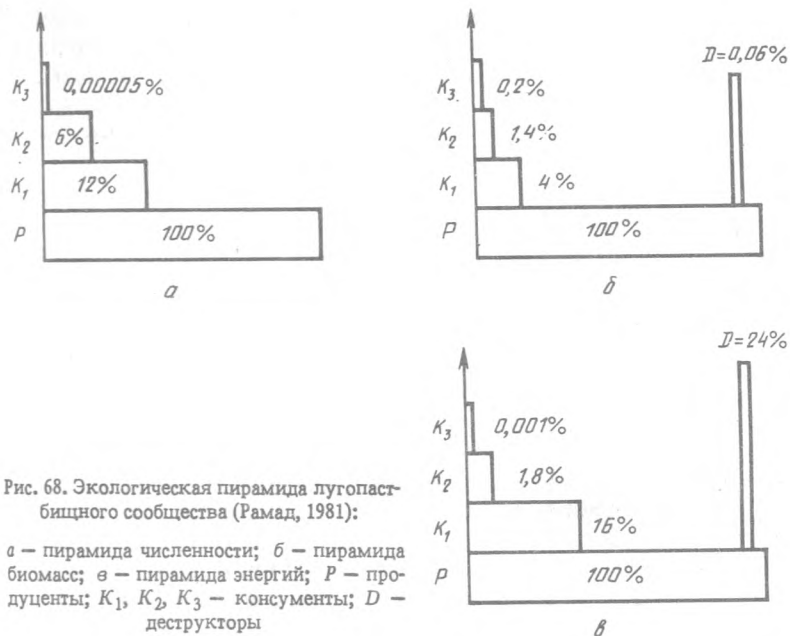 K₃ 0,00005%
K₂ 6%
K₁ 12%
P 100%
а
D=0,06%
K₃ 0,2%
K₂ 1,4%
K₁ 4%
P 100%
б
D=24%
K₃ 0,001%
K₂ 1,8%
K₁ 16%
P 100%
в
Рис. 68. Экологическая пирамида лугопаст-
бищного сообщества (Рамад, 1981):
а — пирамида численности; б — пирамида
биомасс; в — пирамида энергий; P — про-
дуценты; K₁, K₂, K₃ — консументы; D —
деструкторы